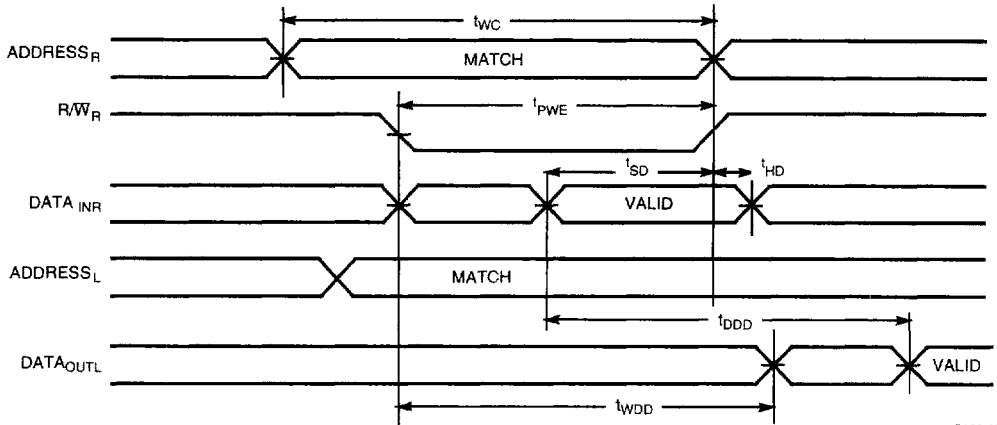 tWC
ADDRESSR
MATCH
R/W̅R
tPWE
tSD
tHD
DATA INR
VALID
ADDRESSL
MATCH
tDDD
DATAOUTL
VALID
tWDD